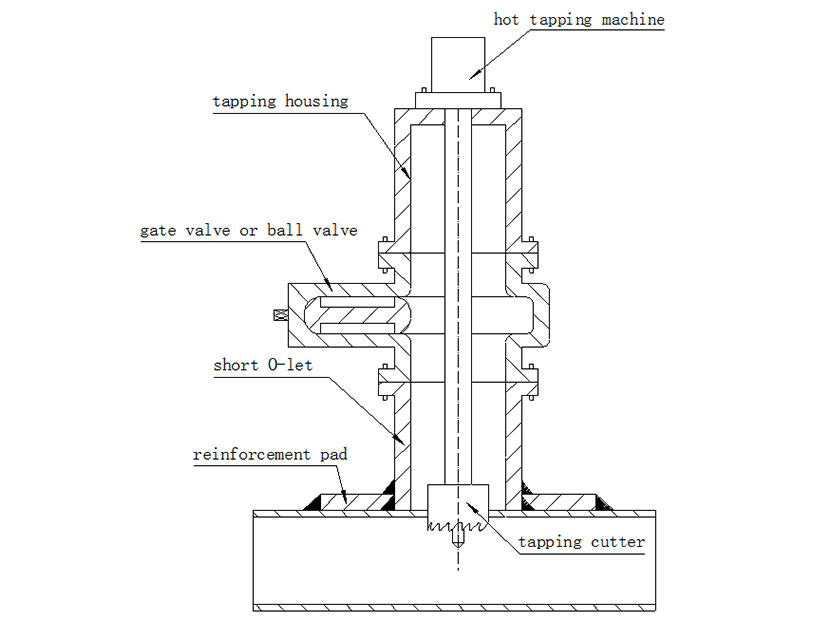 hot tapping machine
tapping housing
gate valve or ball valve
short O-let
reinforcement pad
tapping cutter